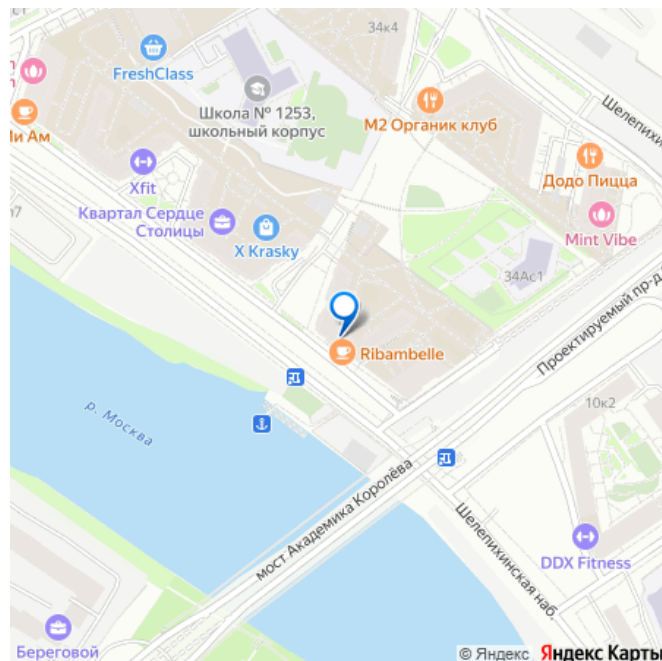 34к4
FreshClass
Школа № 1253,
школьный корпус
М2 Органик клуб
Ми Ам
Xfit
Додо Пицца
Квартал Сердце
Столицы
X Krasky
Mint Vibe
34Ас1
Проектируемый пр-д
Ribambelle
10к2
р. Москва
мост Академика Королёва
Шелепихинская наб.
DDX Fitness
Береговой
© Яндекс Яндекс Карты